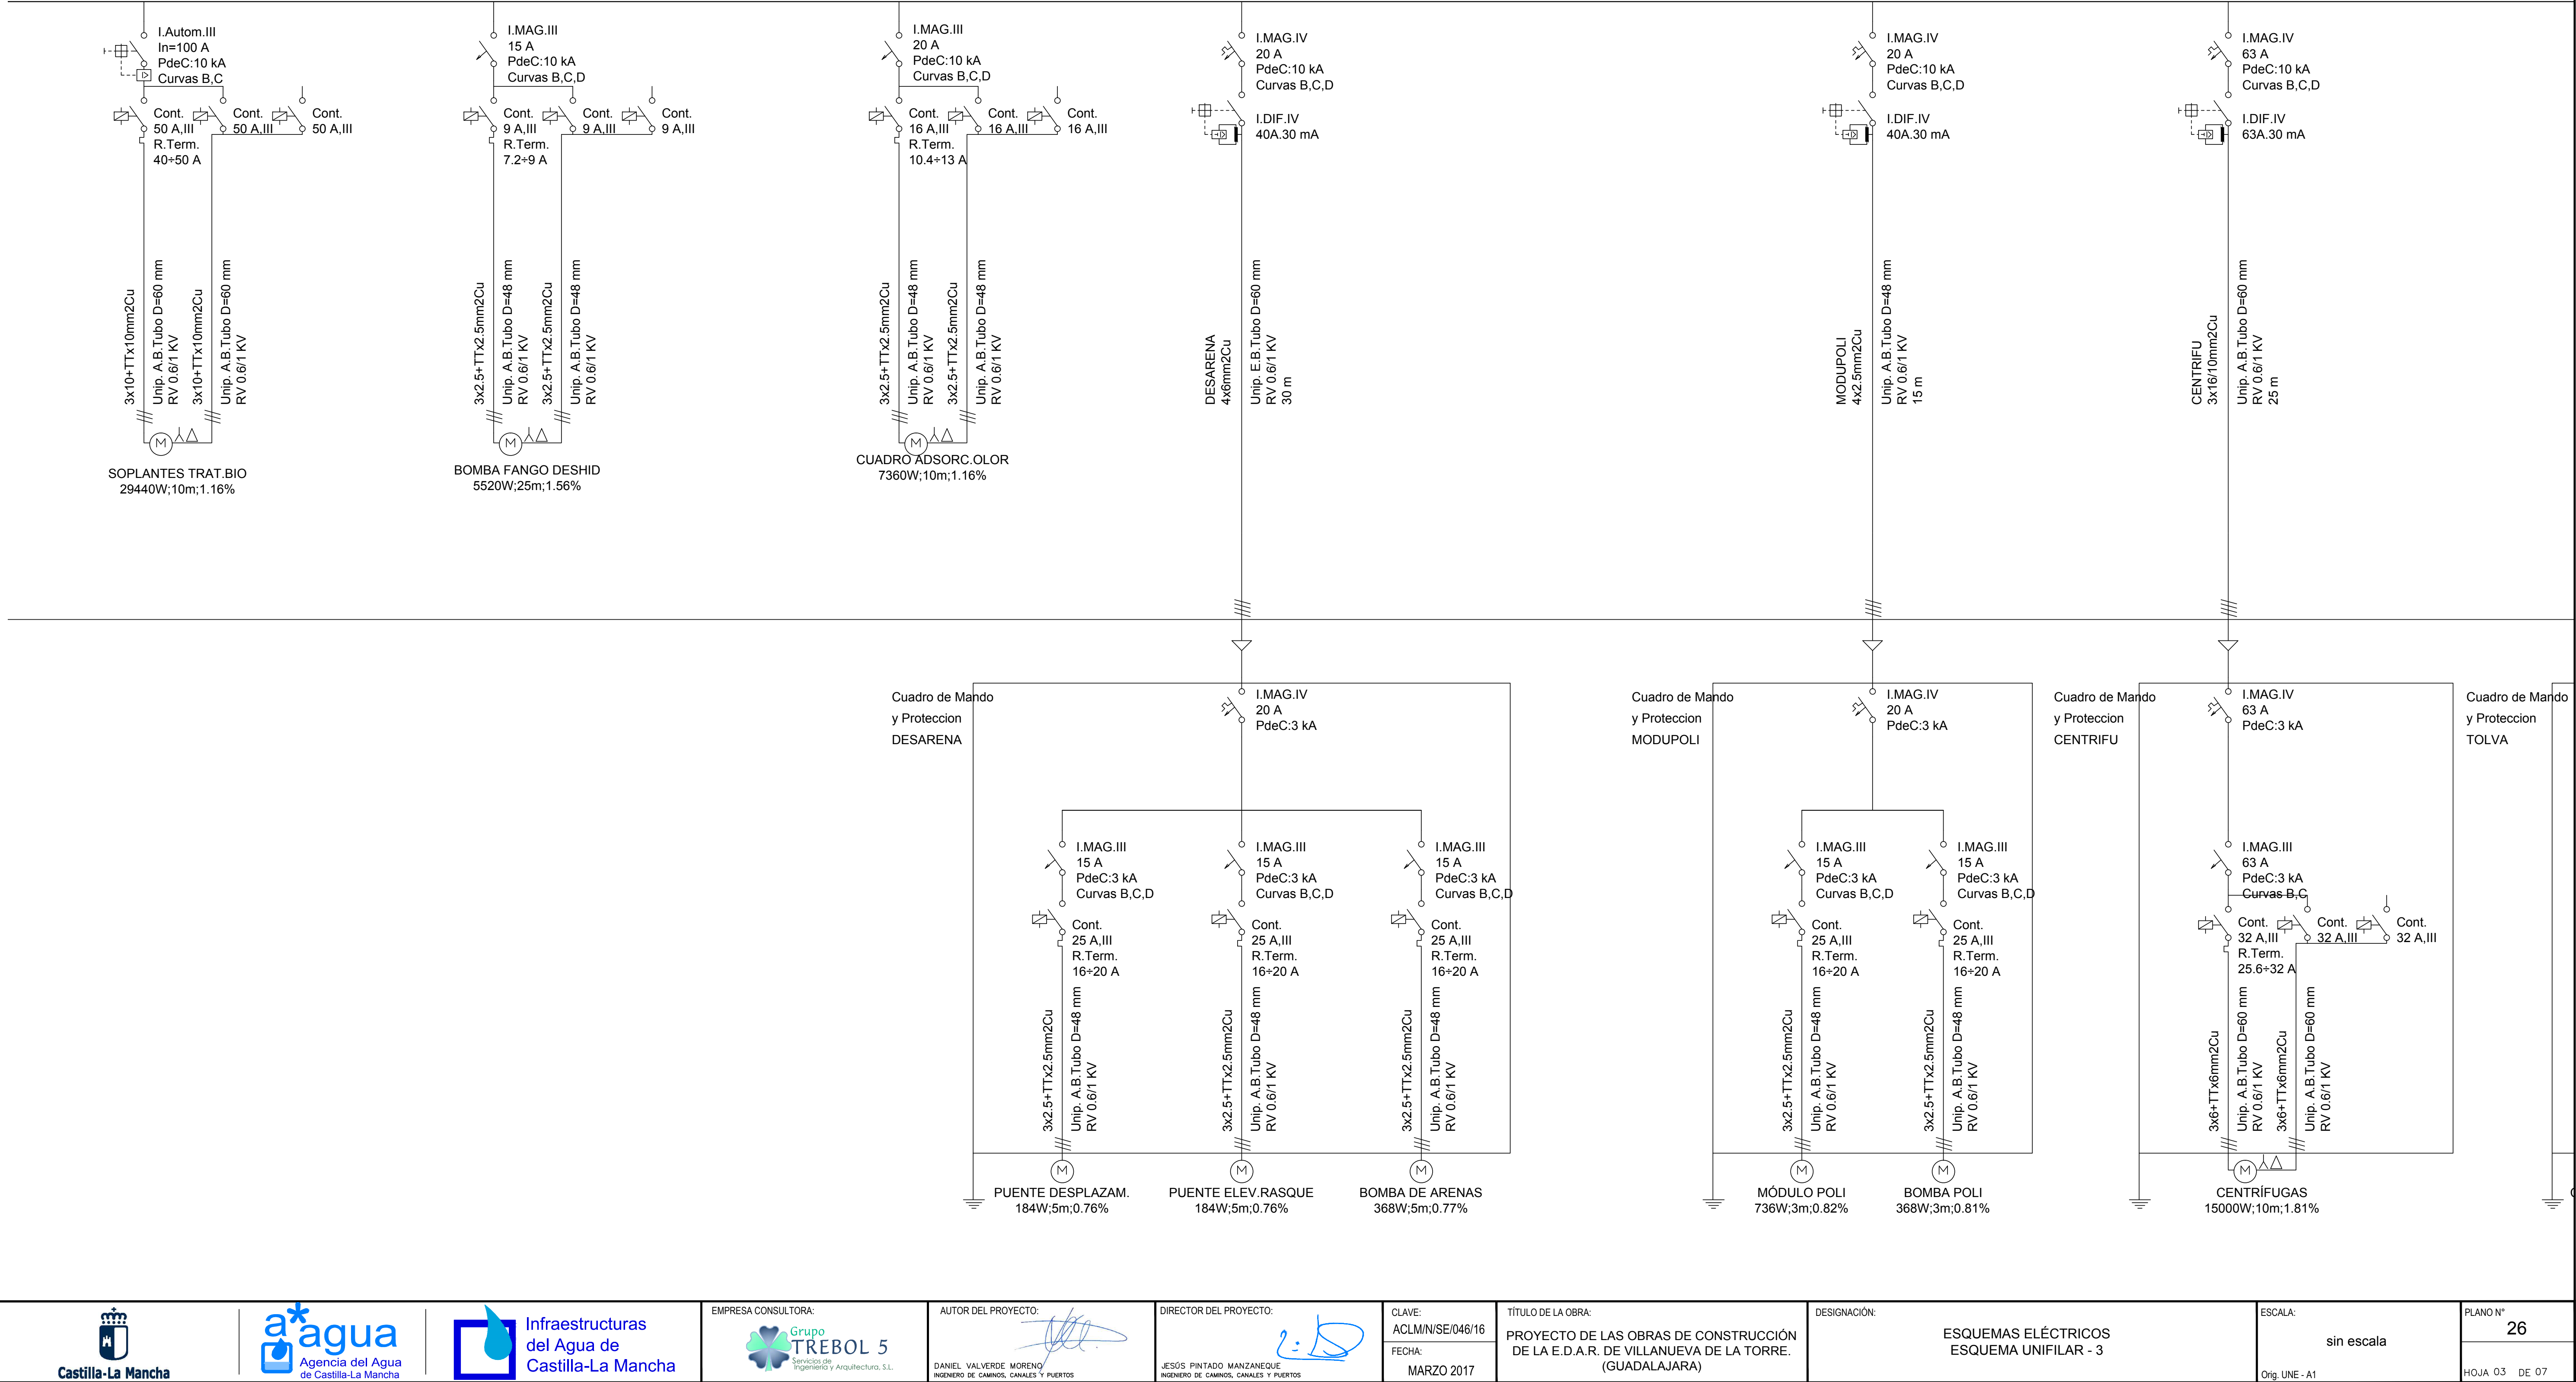 I.Autom.III
In=100 A
PdeC:10 kA
Curvas B,C
Cont.
50 A,III
Cont.
50 A,III
Cont.
50 A,III
R.Term.
40÷50 A
3x10+TTx10mm2Cu
Unip. A.B.Tubo D=60 mm
RV 0.6/1 KV
3x10+TTx10mm2Cu
Unip. A.B.Tubo D=60 mm
RV 0.6/1 KV
M
SOPLANTES TRAT.BIO
29440W;10m;1.16%
I.MAG.III
15 A
PdeC:10 kA
Curvas B,C,D
Cont.
9 A,III
Cont.
9 A,III
Cont.
9 A,III
R.Term.
7.2÷9 A
3x2.5+TTx2.5mm2Cu
Unip. A.B.Tubo D=48 mm
RV 0.6/1 KV
3x2.5+TTx2.5mm2Cu
Unip. A.B.Tubo D=48 mm
RV 0.6/1 KV
M
BOMBA FANGO DESHID
5520W;25m;1.56%
I.MAG.III
20 A
PdeC:10 kA
Curvas B,C,D
Cont.
16 A,III
Cont.
16 A,III
Cont.
16 A,III
R.Term.
10.4÷13 A
3x2.5+TTx2.5mm2Cu
Unip. A.B.Tubo D=48 mm
RV 0.6/1 KV
3x2.5+TTx2.5mm2Cu
Unip. A.B.Tubo D=48 mm
RV 0.6/1 KV
M
CUADRO ADSORC.OLOR
7360W;10m;1.16%
I.MAG.IV
20 A
PdeC:10 kA
Curvas B,C,D
I.DIF.IV
40A.30 mA
DESARENA
4x6mm2Cu
Unip. E.B.Tubo D=60 mm
RV 0.6/1 KV
30 m
I.MAG.IV
20 A
PdeC:10 kA
Curvas B,C,D
I.DIF.IV
40A.30 mA
MODUPOLI
4x2.5mm2Cu
Unip. A.B.Tubo D=48 mm
RV 0.6/1 KV
15 m
I.MAG.IV
63 A
PdeC:10 kA
Curvas B,C,D
I.DIF.IV
63A.30 mA
CENTRIFU
3x16/10mm2Cu
Unip. A.B.Tubo D=60 mm
RV 0.6/1 KV
25 m
Cuadro de Mando
y Proteccion
DESARENA
I.MAG.IV
20 A
PdeC:3 kA
I.MAG.III
15 A
PdeC:3 kA
Curvas B,C,D
Cont.
25 A,III
R.Term.
16÷20 A
3x2.5+TTx2.5mm2Cu
Unip. A.B.Tubo D=48 mm
RV 0.6/1 KV
M
PUENTE DESPLAZAM.
184W;5m;0.76%
I.MAG.III
15 A
PdeC:3 kA
Curvas B,C,D
Cont.
25 A,III
R.Term.
16÷20 A
3x2.5+TTx2.5mm2Cu
Unip. A.B.Tubo D=48 mm
RV 0.6/1 KV
M
PUENTE ELEV.RASQUE
184W;5m;0.76%
I.MAG.III
15 A
PdeC:3 kA
Curvas B,C,D
Cont.
25 A,III
R.Term.
16÷20 A
3x2.5+TTx2.5mm2Cu
Unip. A.B.Tubo D=48 mm
RV 0.6/1 KV
M
BOMBA DE ARENAS
368W;5m;0.77%
Cuadro de Mando
y Proteccion
MODUPOLI
I.MAG.IV
20 A
PdeC:3 kA
I.MAG.III
15 A
PdeC:3 kA
Curvas B,C,D
Cont.
25 A,III
R.Term.
16÷20 A
3x2.5+TTx2.5mm2Cu
Unip. A.B.Tubo D=48 mm
RV 0.6/1 KV
M
MÓDULO POLI
736W;3m;0.82%
I.MAG.III
15 A
PdeC:3 kA
Curvas B,C,D
Cont.
25 A,III
R.Term.
16÷20 A
3x2.5+TTx2.5mm2Cu
Unip. A.B.Tubo D=48 mm
RV 0.6/1 KV
M
BOMBA POLI
368W;3m;0.81%
Cuadro de Mando
y Proteccion
CENTRIFU
I.MAG.IV
63 A
PdeC:3 kA
I.MAG.III
63 A
PdeC:3 kA
Curvas B,C
Cont.
32 A,III
Cont.
32 A,III
Cont.
32 A,III
R.Term.
25.6÷32 A
3x6+TTx6mm2Cu
Unip. A.B.Tubo D=60 mm
RV 0.6/1 KV
3x6+TTx6mm2Cu
Unip. A.B.Tubo D=60 mm
RV 0.6/1 KV
M
CENTRÍFUGAS
15000W;10m;1.81%
Cuadro de Mando
y Proteccion
TOLVA
Castilla-La Mancha
a*agua
Agencia del Agua
de Castilla-La Mancha
Infraestructuras
del Agua de
Castilla-La Mancha
EMPRESA CONSULTORA:
Grupo
TREBOL 5
Servicios de
Ingeniería y Arquitectura, S.L.
AUTOR DEL PROYECTO:
DANIEL VALVERDE MORENO
INGENIERO DE CAMINOS, CANALES Y PUERTOS
DIRECTOR DEL PROYECTO:
JESÚS PINTADO MANZANEQUE
INGENIERO DE CAMINOS, CANALES Y PUERTOS
CLAVE:
ACLM/N/SE/046/16
FECHA:
MARZO 2017
TÍTULO DE LA OBRA:
PROYECTO DE LAS OBRAS DE CONSTRUCCIÓN
DE LA E.D.A.R. DE VILLANUEVA DE LA TORRE.
(GUADALAJARA)
DESIGNACIÓN:
ESQUEMAS ELÉCTRICOS
ESQUEMA UNIFILAR - 3
ESCALA:
sin escala
Orig. UNE - A1
PLANO N°
26
HOJA 03 DE 07